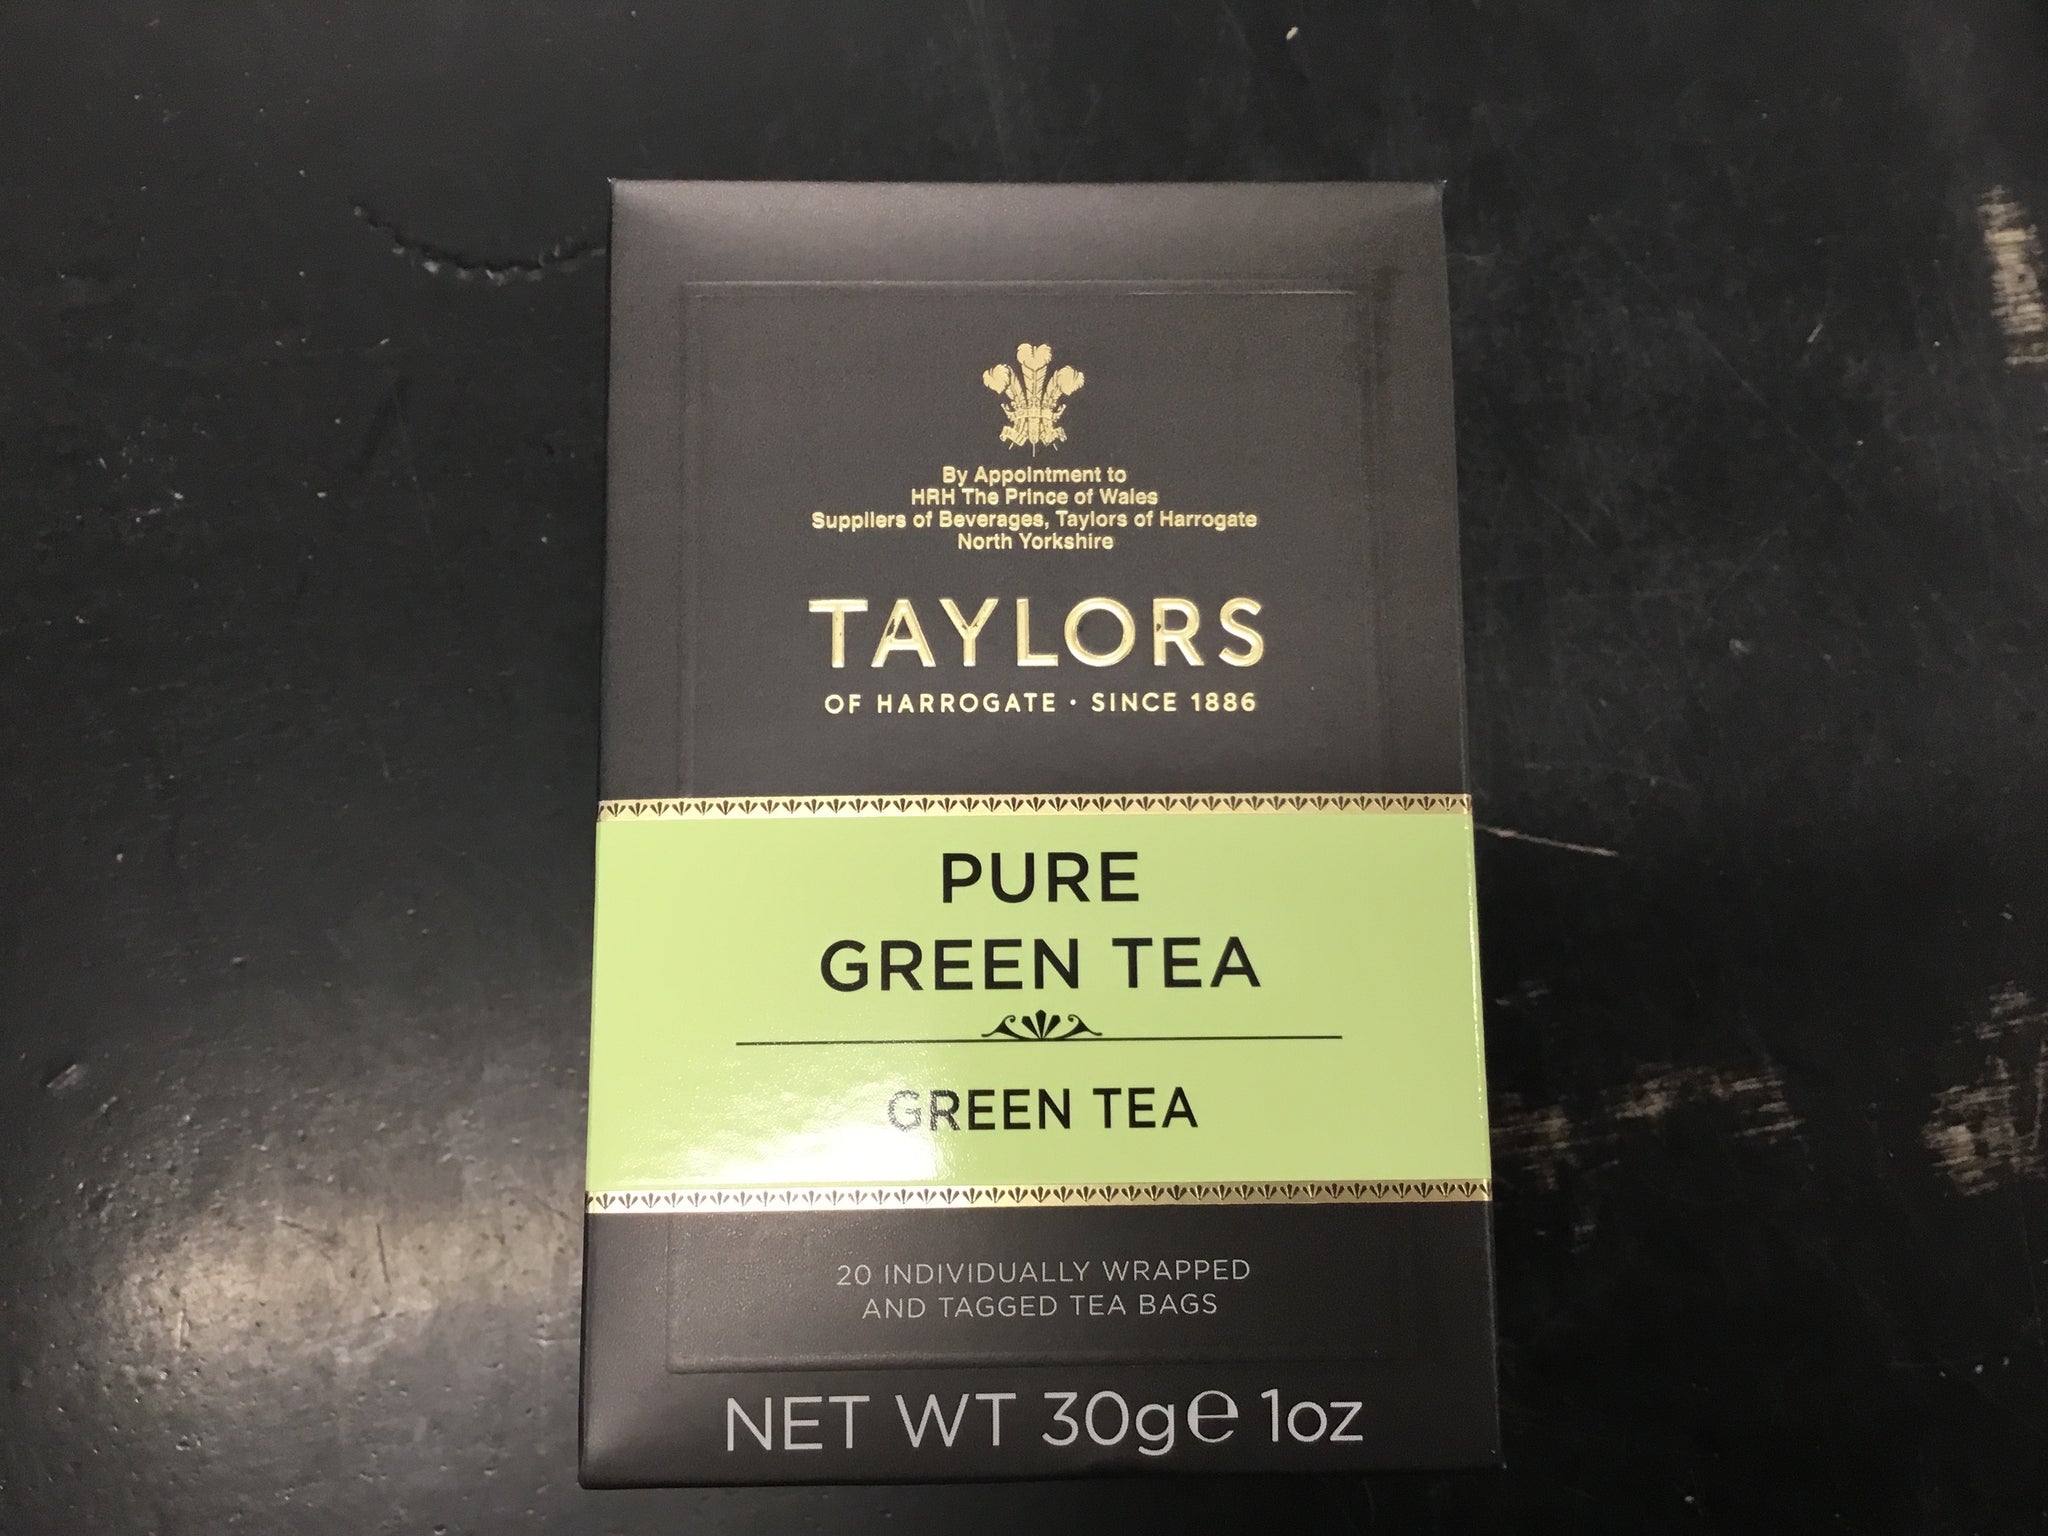 By Appointment to
HRH The Prince of Wales
Suppliers of Beverages, Taylors of Harrogate
North Yorkshire
TAYLORS
OF HARROGATE · SINCE 1886
PURE
GREEN TEA
GREEN TEA
20 INDIVIDUALLY WRAPPED
AND TAGGED TEA BAGS
NET WT 30g℮ 1oz